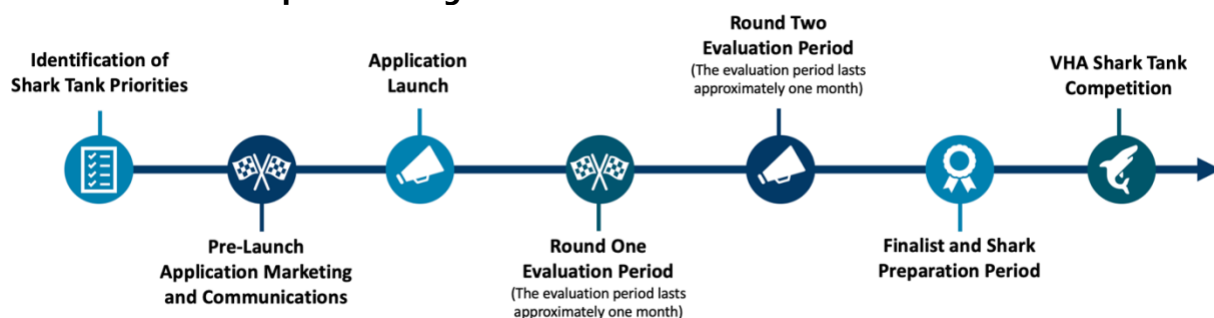 Identification of
Shark Tank Priorities
Pre-Launch
Application Marketing
and Communications
Application
Launch
Round One
Evaluation Period
(The evaluation period lasts
approximately one month)
Round Two
Evaluation Period
(The evaluation period lasts
approximately one month)
Finalist and Shark
Preparation Period
VHA Shark Tank
Competition